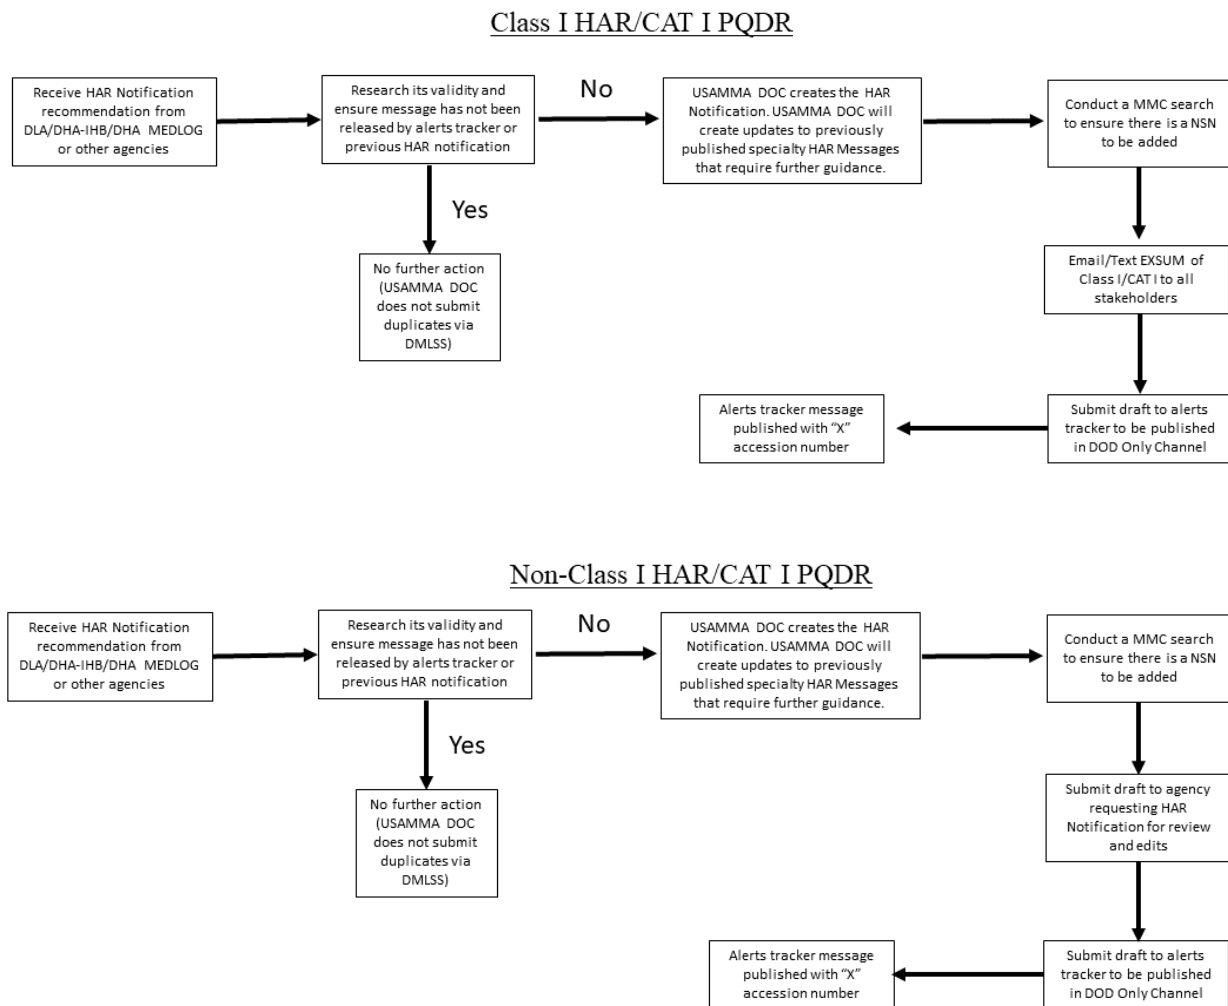 Class I HAR/CAT I PQDR
Receive HAR Notification
recommendation from
DLA/DHA-IHB/DHA MEDLOG
or other agencies
Research its validity and
ensure message has not been
released by alerts tracker or
previous HAR notification
No
USAMMA DOC creates the HAR
Notification. USAMMA DOC will
create updates to previously
published specialty HAR Messages
that require further guidance.
Conduct a MMC search
to ensure there is a NSN
to be added
Yes
No further action
(USAMMA DOC
does not submit
duplicates via
DMLSS)
Email/Text EXSUM of
Class I/CAT I to all
stakeholders
Submit draft to alerts
tracker to be published
in DOD Only Channel
Alerts tracker message
published with “X”
accession number
Non-Class I HAR/CAT I PQDR
Receive HAR Notification
recommendation from
DLA/DHA-IHB/DHA MEDLOG
or other agencies
Research its validity and
ensure message has not been
released by alerts tracker or
previous HAR notification
No
USAMMA DOC creates the HAR
Notification. USAMMA DOC will
create updates to previously
published specialty HAR Messages
that require further guidance.
Conduct a MMC search
to ensure there is a NSN
to be added
Yes
No further action
(USAMMA DOC
does not submit
duplicates via
DMLSS)
Submit draft to agency
requesting HAR
Notification for review
and edits
Submit draft to alerts
tracker to be published
in DOD Only Channel
Alerts tracker message
published with “X”
accession number